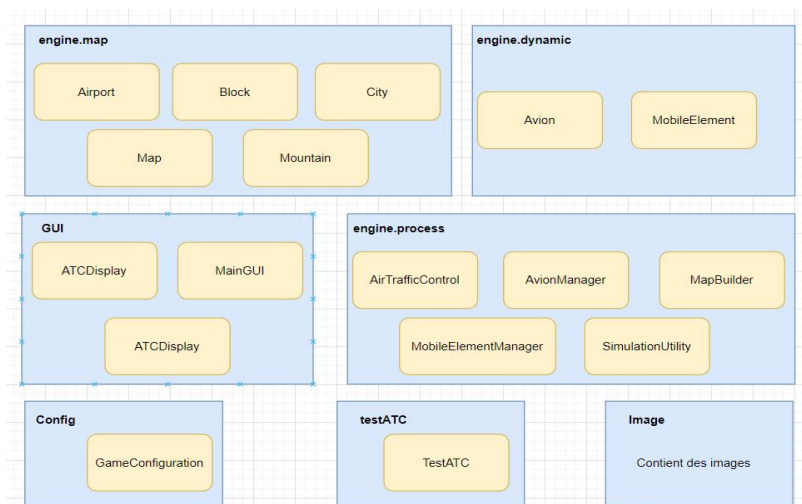 engine.map
Airport
Block
City
Map
Mountain
engine.dynamic
Avion
MobileElement
GUI
ATCDisplay
MainGUI
ATCDisplay
engine.process
AirTrafficControl
AvionManager
MapBuilder
MobileElementManager
SimulationUtility
Config
GameConfiguration
testATC
TestATC
Image
Contient des images